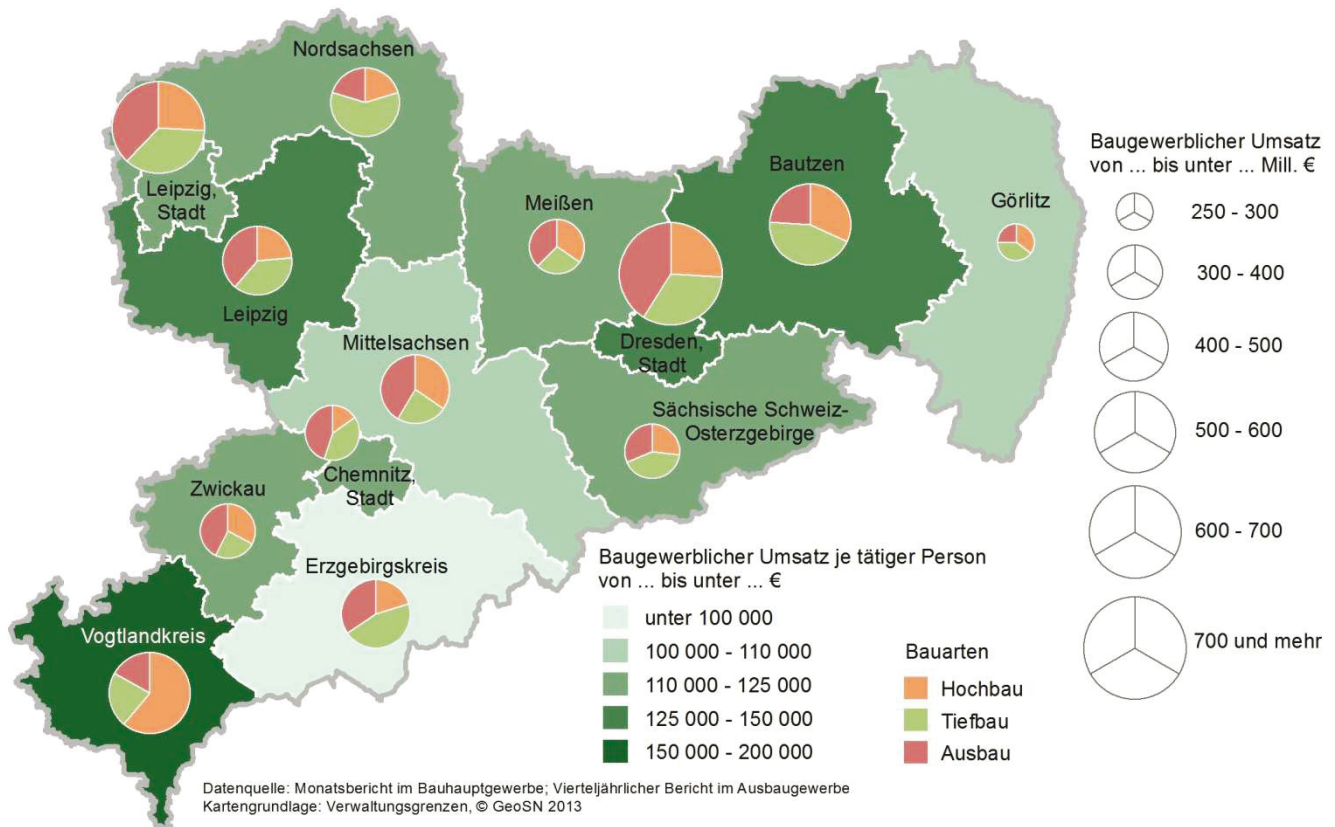 Nordsachsen
Leipzig,
Stadt
Leipzig
Meißen
Bautzen
Görlitz
Dresden,
Stadt
Mittelsachsen
Sächsische Schweiz-
Osterzgebirge
Chemnitz,
Stadt
Zwickau
Erzgebirgskreis
Vogtlandkreis
Baugewerblicher Umsatz
von ... bis unter ... Mill. €
250 - 300
300 - 400
400 - 500
500 - 600
600 - 700
700 und mehr
Baugewerblicher Umsatz je tätiger Person
von ... bis unter ... €
unter 100 000
100 000 - 110 000
110 000 - 125 000
125 000 - 150 000
150 000 - 200 000
Bauarten
Hochbau
Tiefbau
Ausbau
Datenquelle: Monatsbericht im Bauhauptgewerbe; Vierteljährlicher Bericht im Ausbaugewerbe
Kartengrundlage: Verwaltungsgrenzen, © GeoSN 2013